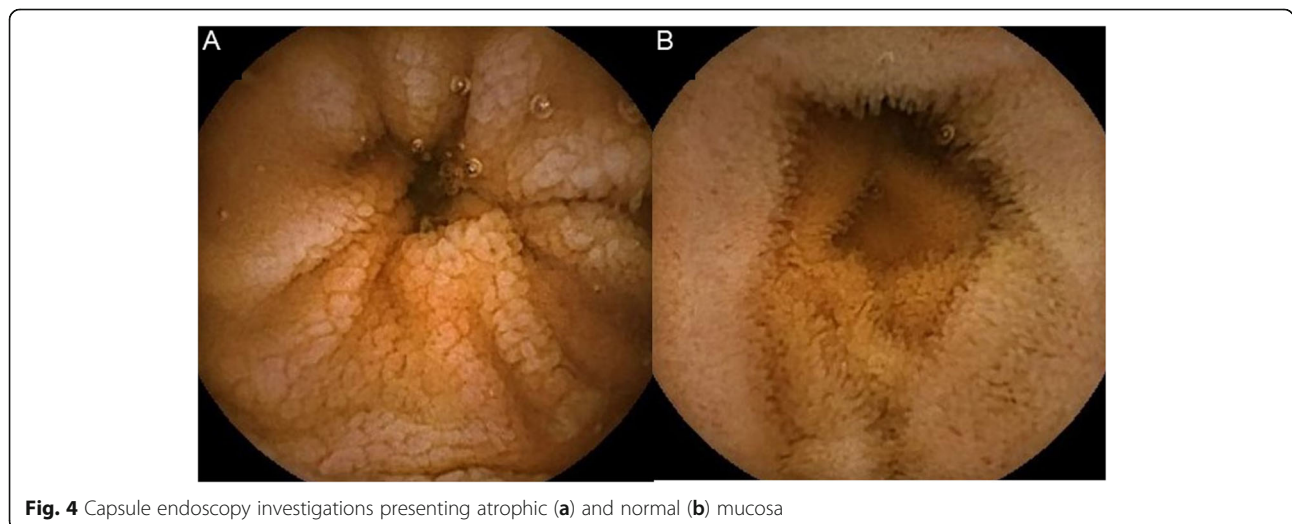 A
B
Fig. 4 Capsule endoscopy investigations presenting atrophic (a) and normal (b) mucosa